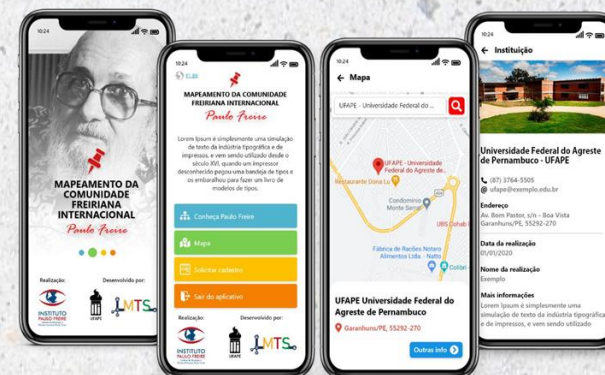 10:24
MAPEAMENTO DA
COMUNIDADE
FREIRIANA
INTERNACIONAL
Paulo Freire
Realização:
Desenvolvido por:
INSTITUTO
PAULO FREIRE
UFAPE
LMTS
10:24
MAPEAMENTO DA COMUNIDADE
FREIRIANA INTERNACIONAL
Paulo Freire
Lorem Ipsum é simplesmente uma simulação
de texto da indústria tipográfica e de
impressos, e vem sendo utilizado desde o
século XVI, quando um impressor
desconhecido pegou uma bandeja de tipos e
os embaralhou para fazer um livro de
modelos de tipos.
Conheça Paulo Freire
Mapa
Solicitar cadastro
Sair do aplicativo
Realização:
Desenvolvido por:
INSTITUTO
PAULO FREIRE
UFAPE
LMTS
10:24
Mapa
UFAPE - Universidade Federal do ...
UFAPE - Universidade
Federal do Agreste de...
Restaurante Dona Lu
Condomínio
Monte Serrat
UBS Cohab
Fábrica de Rações Notaro
Alimentos Ltda. - Natto
Colibri
UFAPE Universidade Federal do
Agreste de Pernambuco
Garanhuns/PE, 55292-270
Outras info
10:24
Instituição
Universidade Federal do Agreste
de Pernambuco - UFAPE
(87) 3764-5505
ufape@exemplo.edu
Endereço
Av. Bom Pastor, s/n - Boa Vista
Garanhuns/PE, 55292-270
Data da realização
01/01/2020
Nome da realização
Exemplo
Mais informações
Lorem Ipsum é simplesmente uma
simulação de texto da indústria tipográfica
e de impressos, e vem sendo utilizado